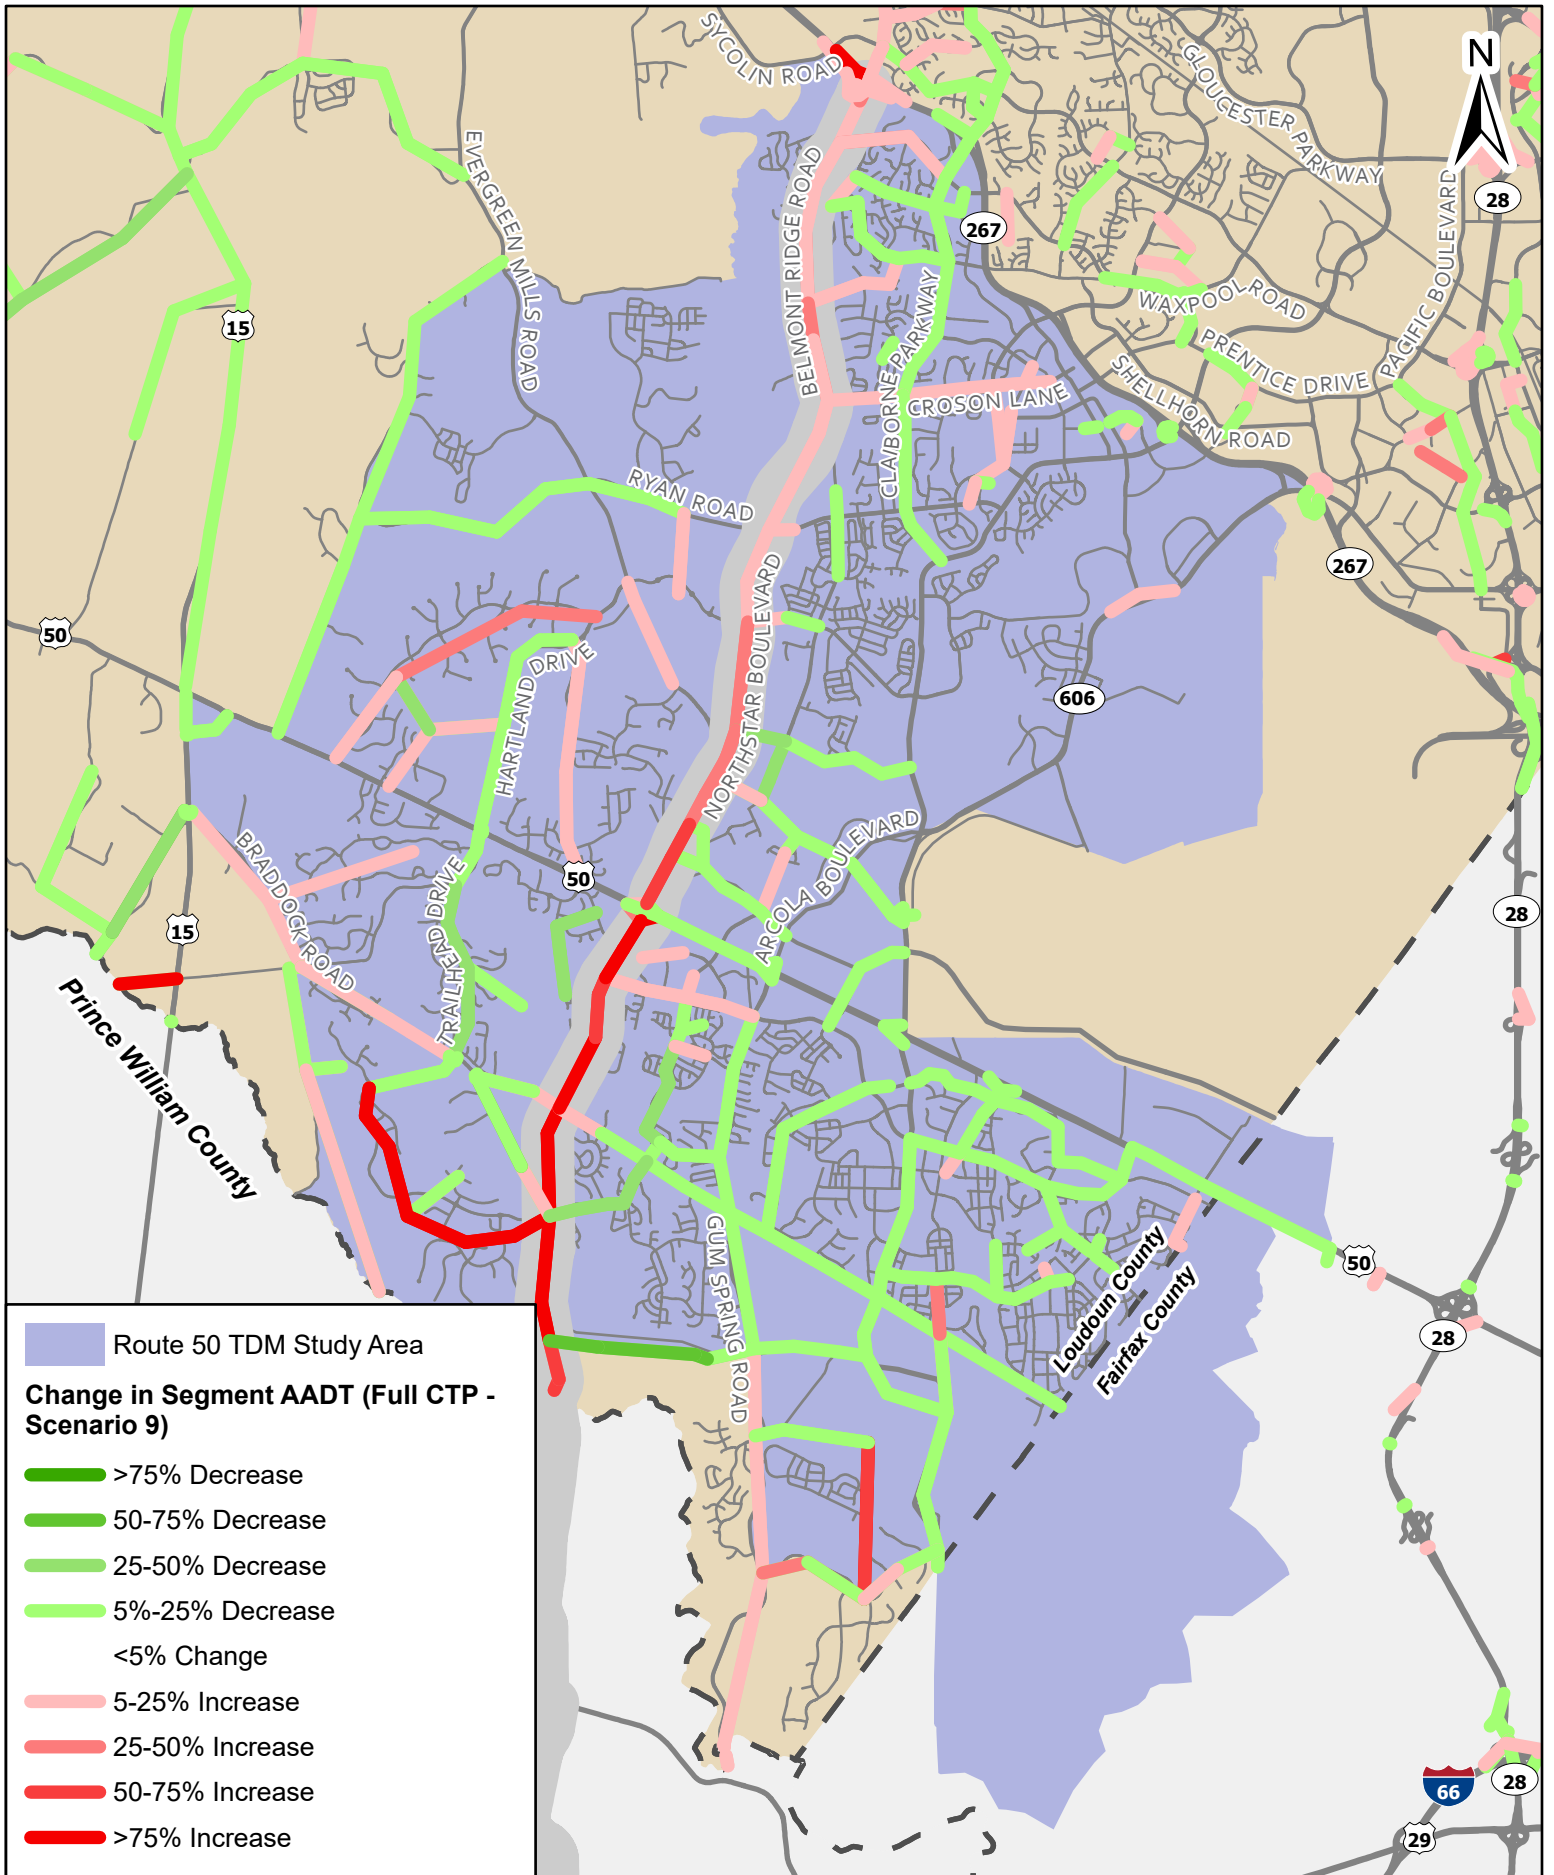 SYCOLIN ROAD
GLOUCESTER PARKWAY
N
28
EVERGREEN MILLS ROAD
BELMONT RIDGE ROAD
267
PACIFIC BOULEVARD
15
WAXPOOL ROAD
PRENTICE DRIVE
CLAIBORNE PARKWAY
SHELLHORN ROAD
CROSON LANE
RYAN ROAD
267
50
NORTHSTAR BOULEVARD
HARTLAND DRIVE
606
BRADDOCK ROAD
50
ARCOLA BOULEVARD
TRAILHEAD DRIVE
15
28
Prince William County
GUM SPRING ROAD
Loudoun County
Fairfax County
50
28
Route 50 TDM Study Area
Change in Segment AADT (Full CTP -
Scenario 9)
>75% Decrease
50-75% Decrease
25-50% Decrease
5%-25% Decrease
<5% Change
5-25% Increase
25-50% Increase
50-75% Increase
>75% Increase
66
28
29